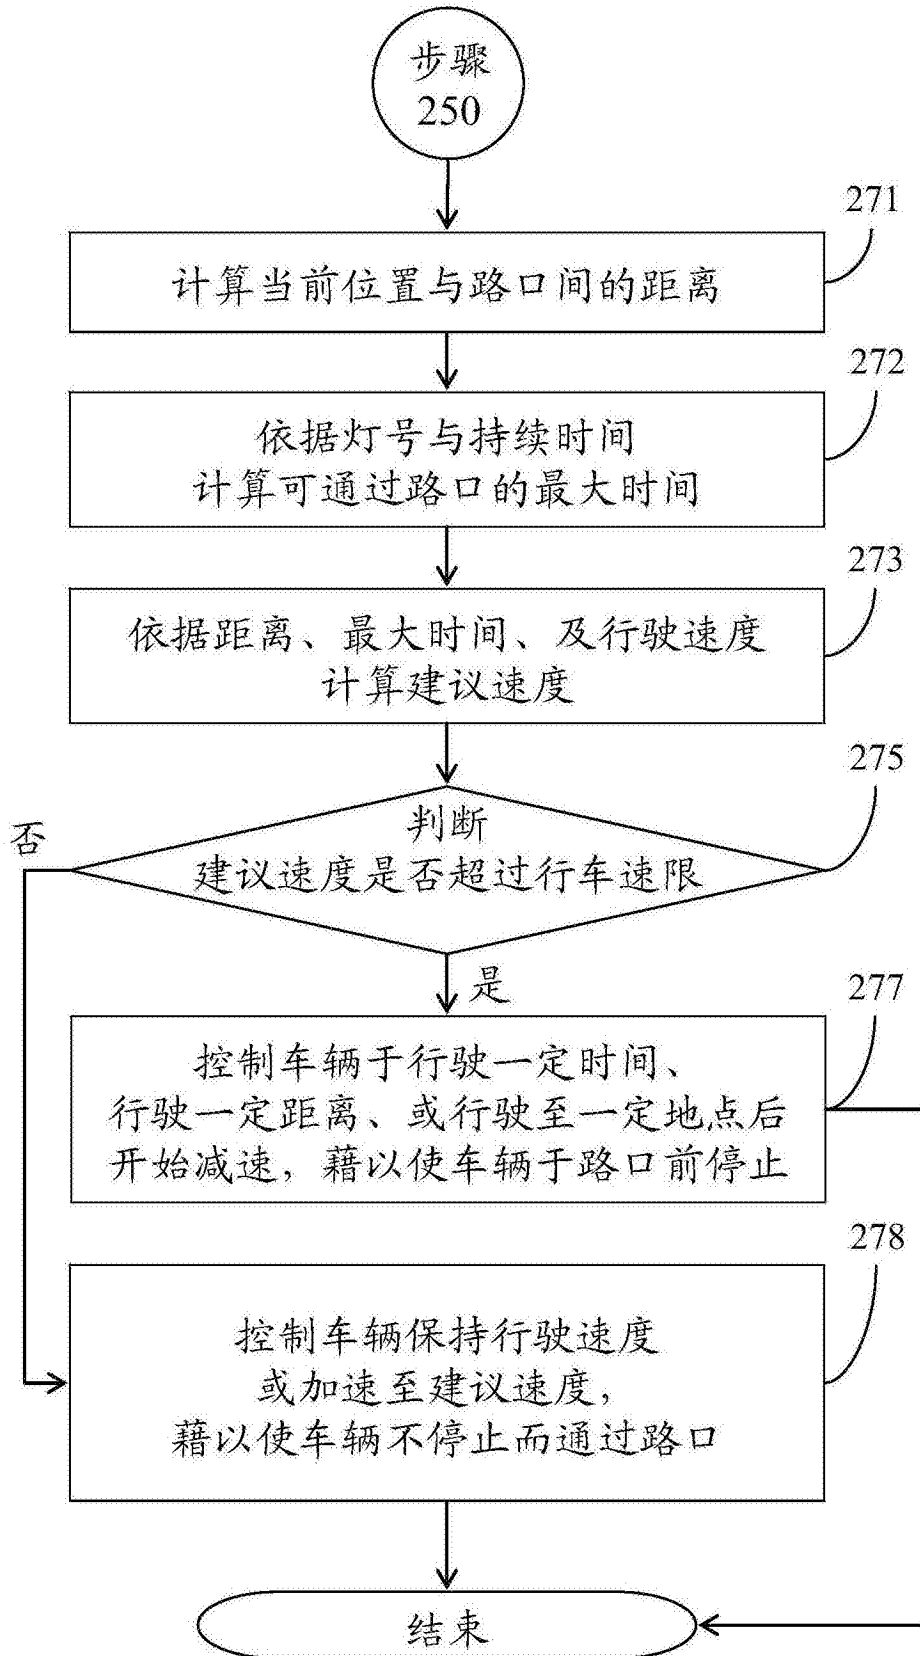 步骤
250
271
计算当前位置与路口间的距离
272
依据灯号与持续时间
计算可通过路口的最大时间
273
依据距离、最大时间、及行驶速度
计算建议速度
275
判断
建议速度是否超过行车速限
否
是
277
控制车辆于行驶一定时间、
行驶一定距离、或行驶至一定地点后
开始减速，藉以使车辆于路口前停止
278
控制车辆保持行驶速度
或加速至建议速度，
藉以使车辆不停止而通过路口
结束